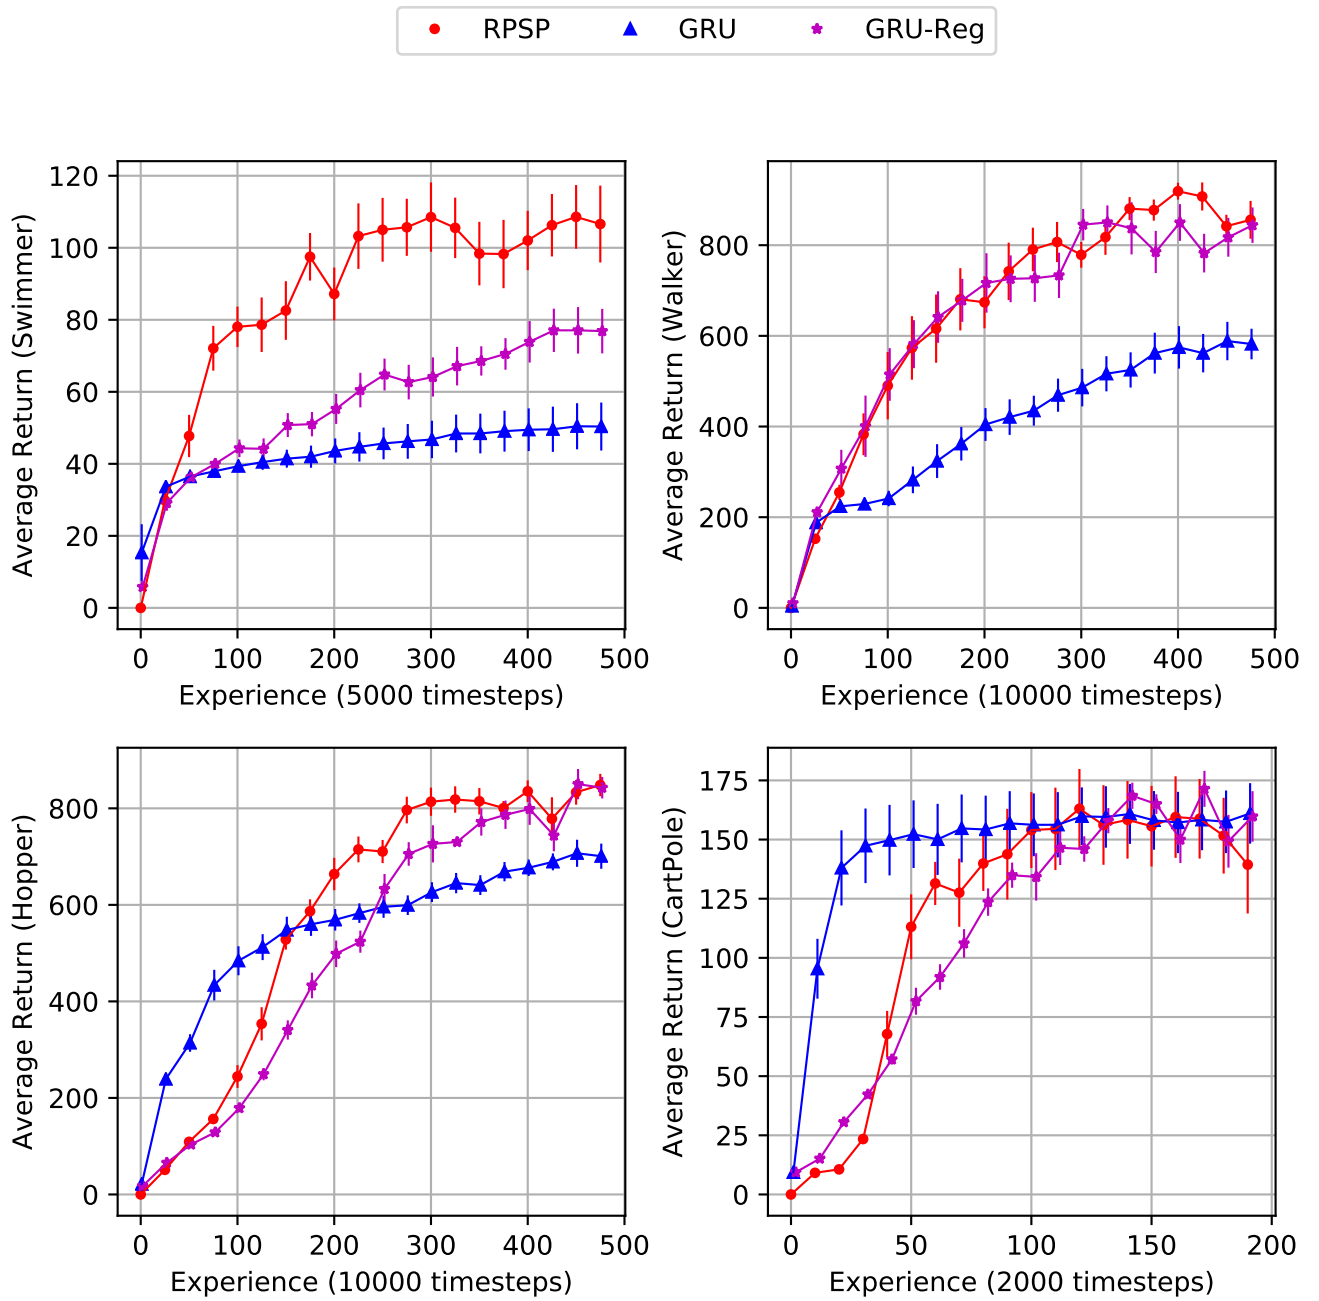 RPSP GRU GRU-Reg
120
100
80
60
40
20
0
Average Return (Swimmer)
0 100 200 300 400 500
Experience (5000 timesteps)
800
600
400
200
0
Average Return (Walker)
0 100 200 300 400 500
Experience (10000 timesteps)
800
600
400
200
0
Average Return (Hopper)
0 100 200 300 400 500
Experience (10000 timesteps)
175
150
125
100
75
50
25
0
Average Return (CartPole)
0 50 100 150 200
Experience (2000 timesteps)